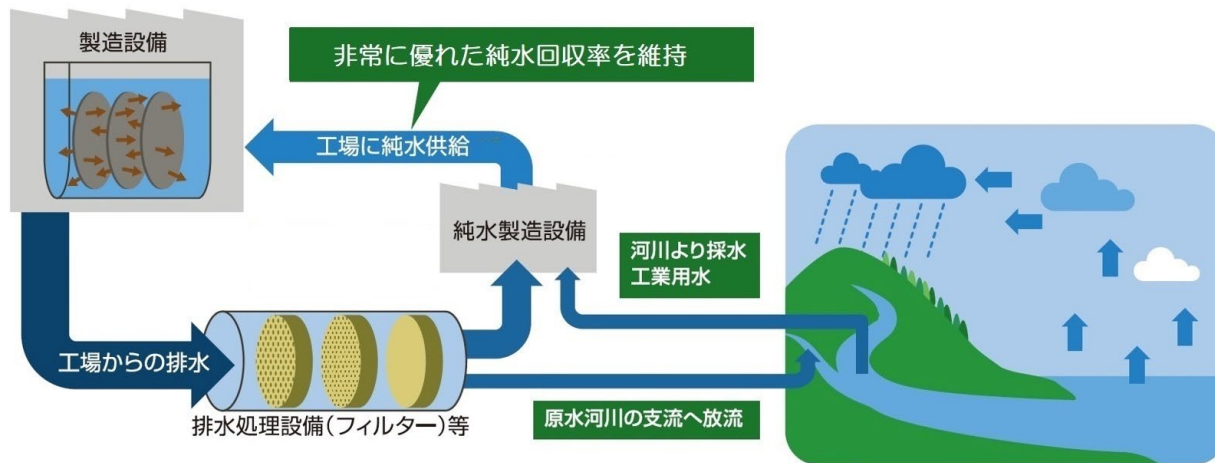 製造設備
非常に優れた純水回収率を維持
工場に純水供給
純水製造設備
河川より採水
工業用水
工場からの排水
排水処理設備(フィルター)等
原水河川の支流へ放流